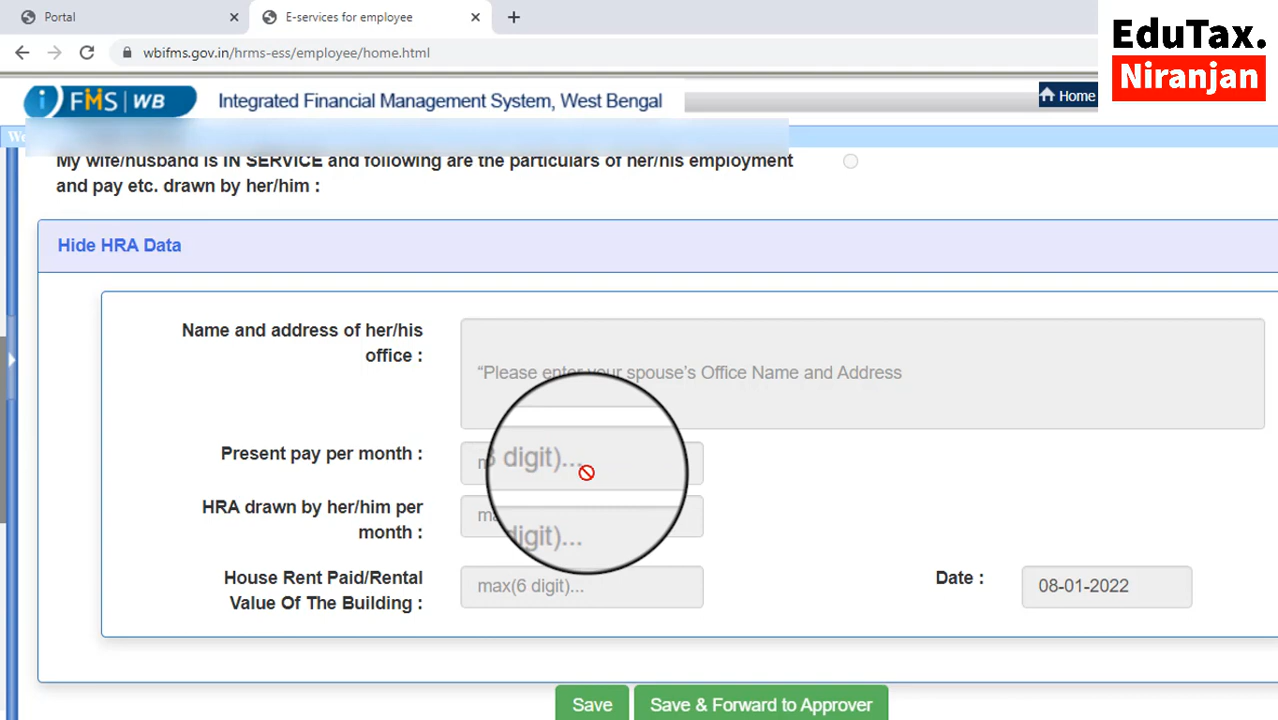 Portal
E-services for employee
wbifms.gov.in/hrms-ess/employee/home.html
EduTax.
Niranjan
iFMS|WB
Integrated Financial Management System, West Bengal
Home
We
My wife/husband is IN SERVICE and following are the particulars of her/his employment
and pay etc. drawn by her/him :
Hide HRA Data
Name and address of her/his
office :
“Please enter your spouse’s Office Name and Address
Present pay per month :
digit)...
HRA drawn by her/him per
month :
digit)...
House Rent Paid/Rental
Value Of The Building :
max(6 digit)...
Date :
08-01-2022
Save
Save & Forward to Approver